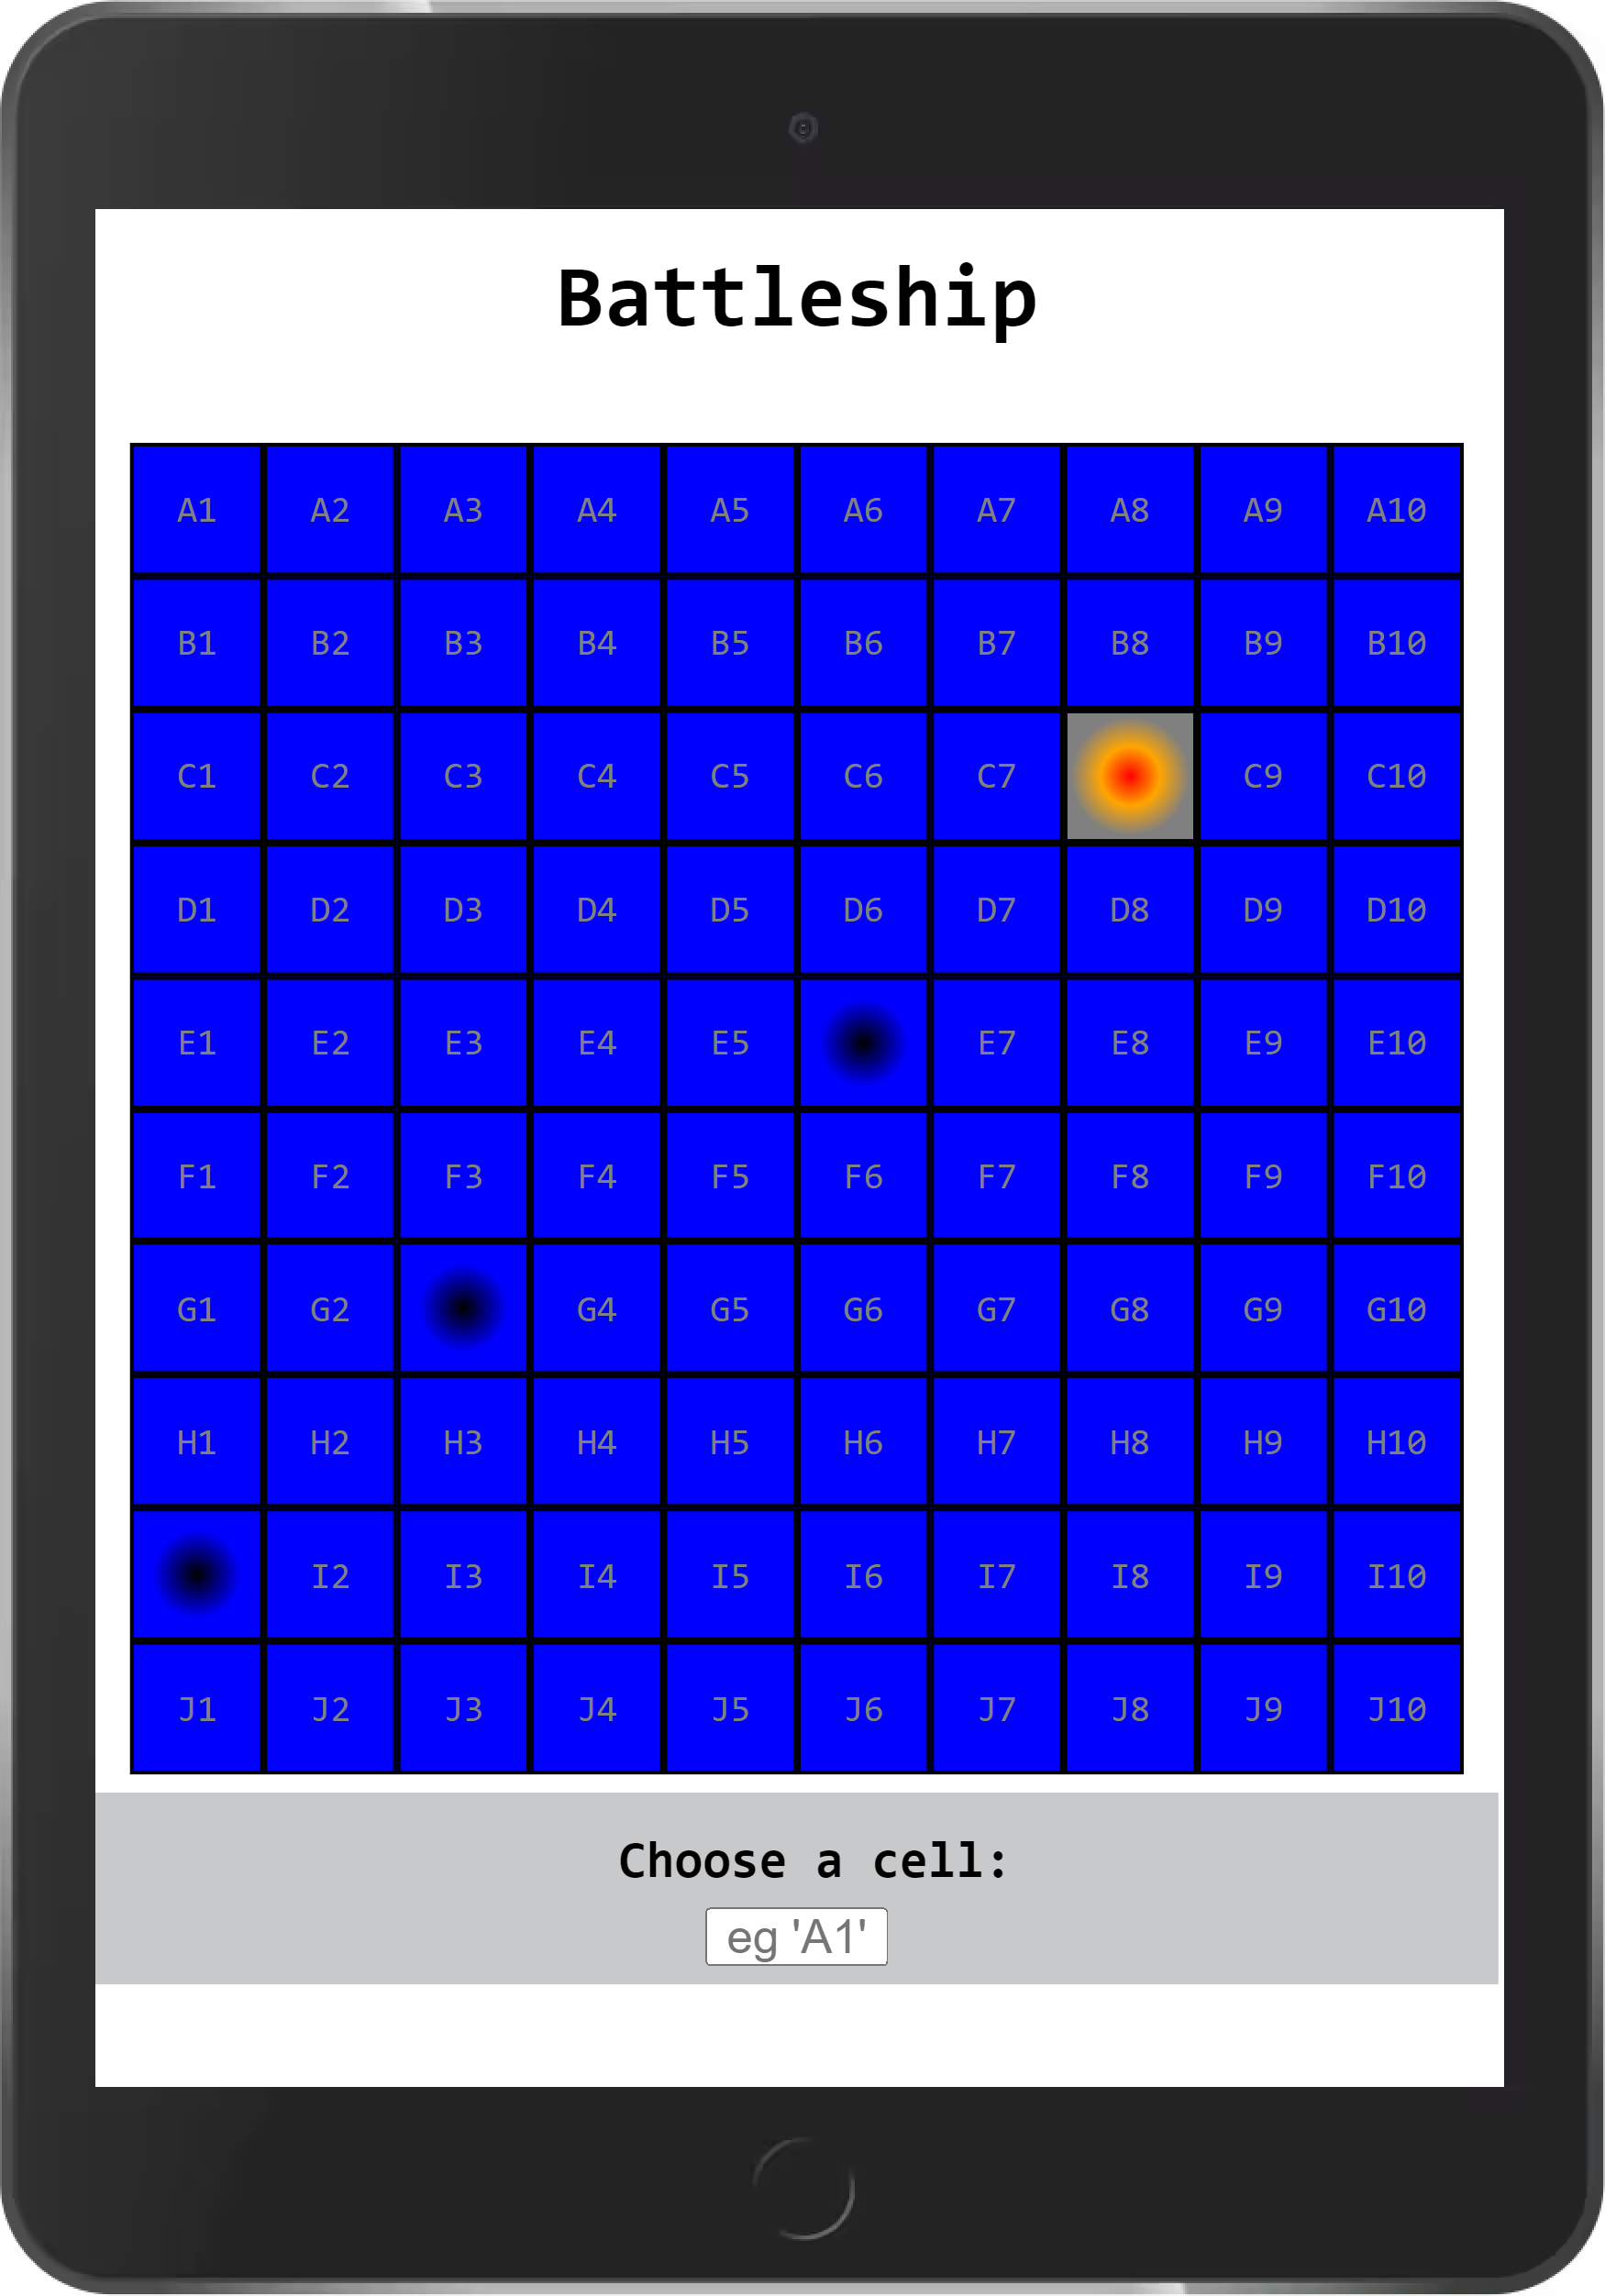 Battleship
A1 A2 A3 A4 A5 A6 A7 A8 A9 A10
B1 B2 B3 B4 B5 B6 B7 B8 B9 B10
C1 C2 C3 C4 C5 C6 C7 C9 C10
D1 D2 D3 D4 D5 D6 D7 D8 D9 D10
E1 E2 E3 E4 E5 E7 E8 E9 E10
F1 F2 F3 F4 F5 F6 F7 F8 F9 F10
G1 G2 G4 G5 G6 G7 G8 G9 G10
H1 H2 H3 H4 H5 H6 H7 H8 H9 H10
I2 I3 I4 I5 I6 I7 I8 I9 I10
J1 J2 J3 J4 J5 J6 J7 J8 J9 J10
Choose a cell:
eg 'A1'